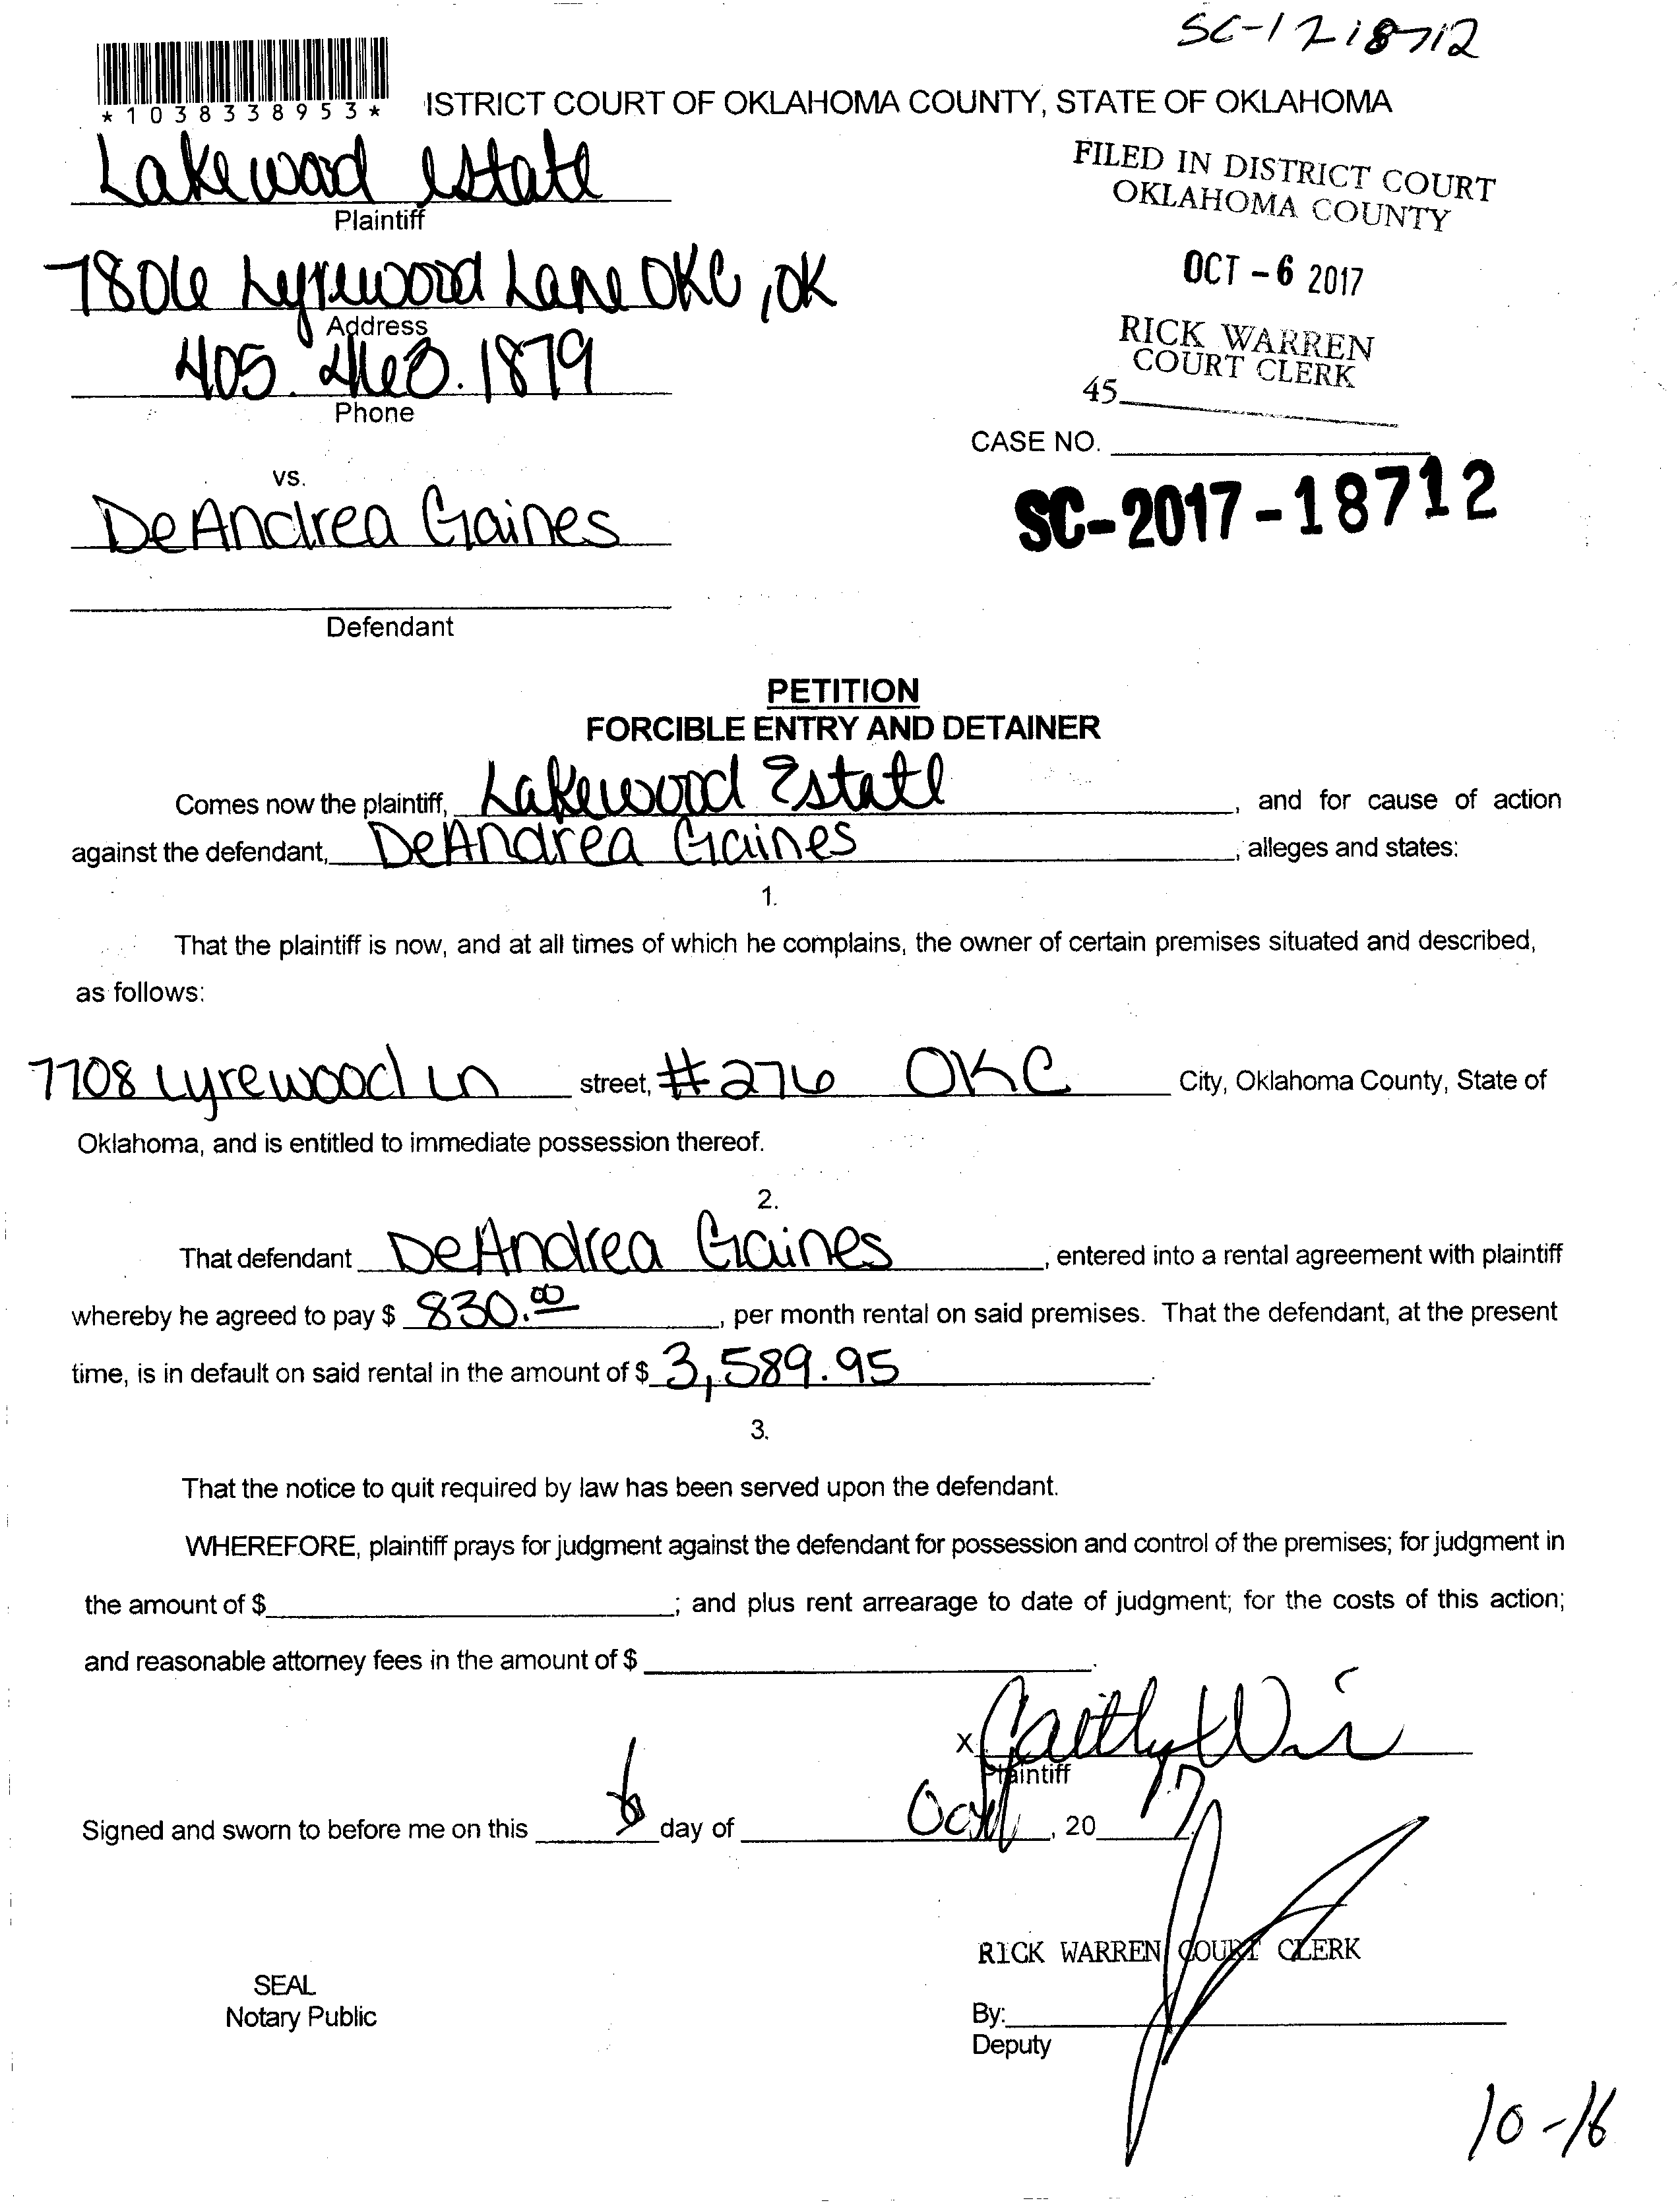 SC-17 18712
*1038338953*
ISTRICT COURT OF OKLAHOMA COUNTY, STATE OF OKLAHOMA
Lakewood Estate
Plaintiff
FILED IN DISTRICT COURT
OKLAHOMA COUNTY
7806 Lyrewood Lane OKC, OK
Address
OCT - 6 2017
405. 463. 1879
Phone
RICK WARREN
COURT CLERK
45
CASE NO.
SC-2017-18712
vs.
DeAndrea Gaines
Defendant
PETITION
FORCIBLE ENTRY AND DETAINER
Comes now the plaintiff, Lakewood Estate, and for cause of action
against the defendant, DeAndrea Gaines, alleges and states:
1.
That the plaintiff is now, and at all times of which he complains, the owner of certain premises situated and described,
as follows:
7708 Lyrewood Ln street, #276 OKC City, Oklahoma County, State of
Oklahoma, and is entitled to immediate possession thereof.
2.
That defendant DeAndrea Gaines, entered into a rental agreement with plaintiff
whereby he agreed to pay $ 830.00, per month rental on said premises. That the defendant, at the present
time, is in default on said rental in the amount of $ 3,589.95.
3.
That the notice to quit required by law has been served upon the defendant.
WHEREFORE, plaintiff prays for judgment against the defendant for possession and control of the premises; for judgment in
the amount of $ ; and plus rent arrearage to date of judgment; for the costs of this action;
and reasonable attorney fees in the amount of $ .
X
Plaintiff
Signed and sworn to before me on this 6 day of Oct, 20 17
RICK WARREN COURT CLERK
SEAL
Notary Public
By:
Deputy
10-16